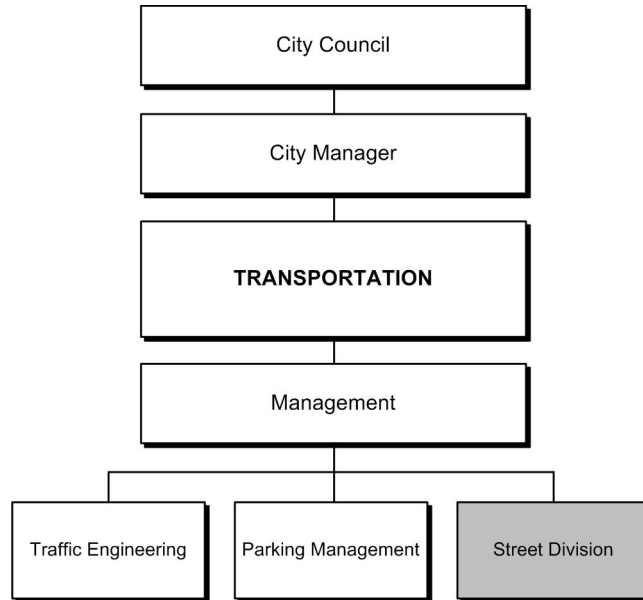 City Council
City Manager
TRANSPORTATION
Management
Traffic Engineering
Parking Management
Street Division